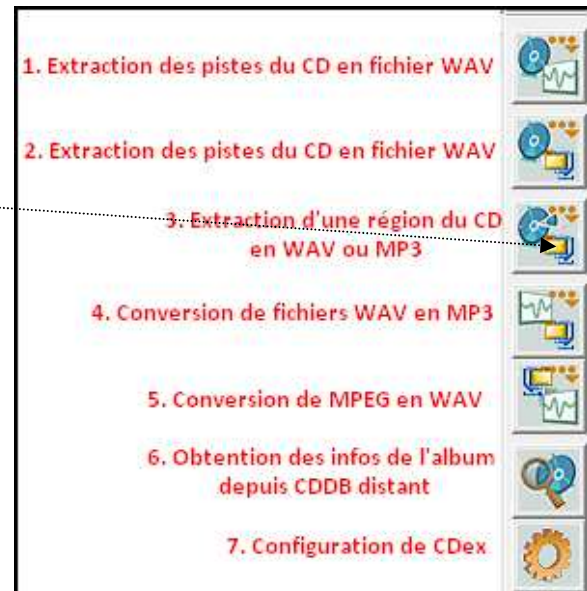 1. Extraction des pistes du CD en fichier WAV
2. Extraction des pistes du CD en fichier WAV
3. Extraction d'une région du CD
en WAV ou MP3
4. Conversion de fichiers WAV en MP3
5. Conversion de MPEG en WAV
6. Obtention des infos de l'album
depuis CDDB distant
7. Configuration de CDex